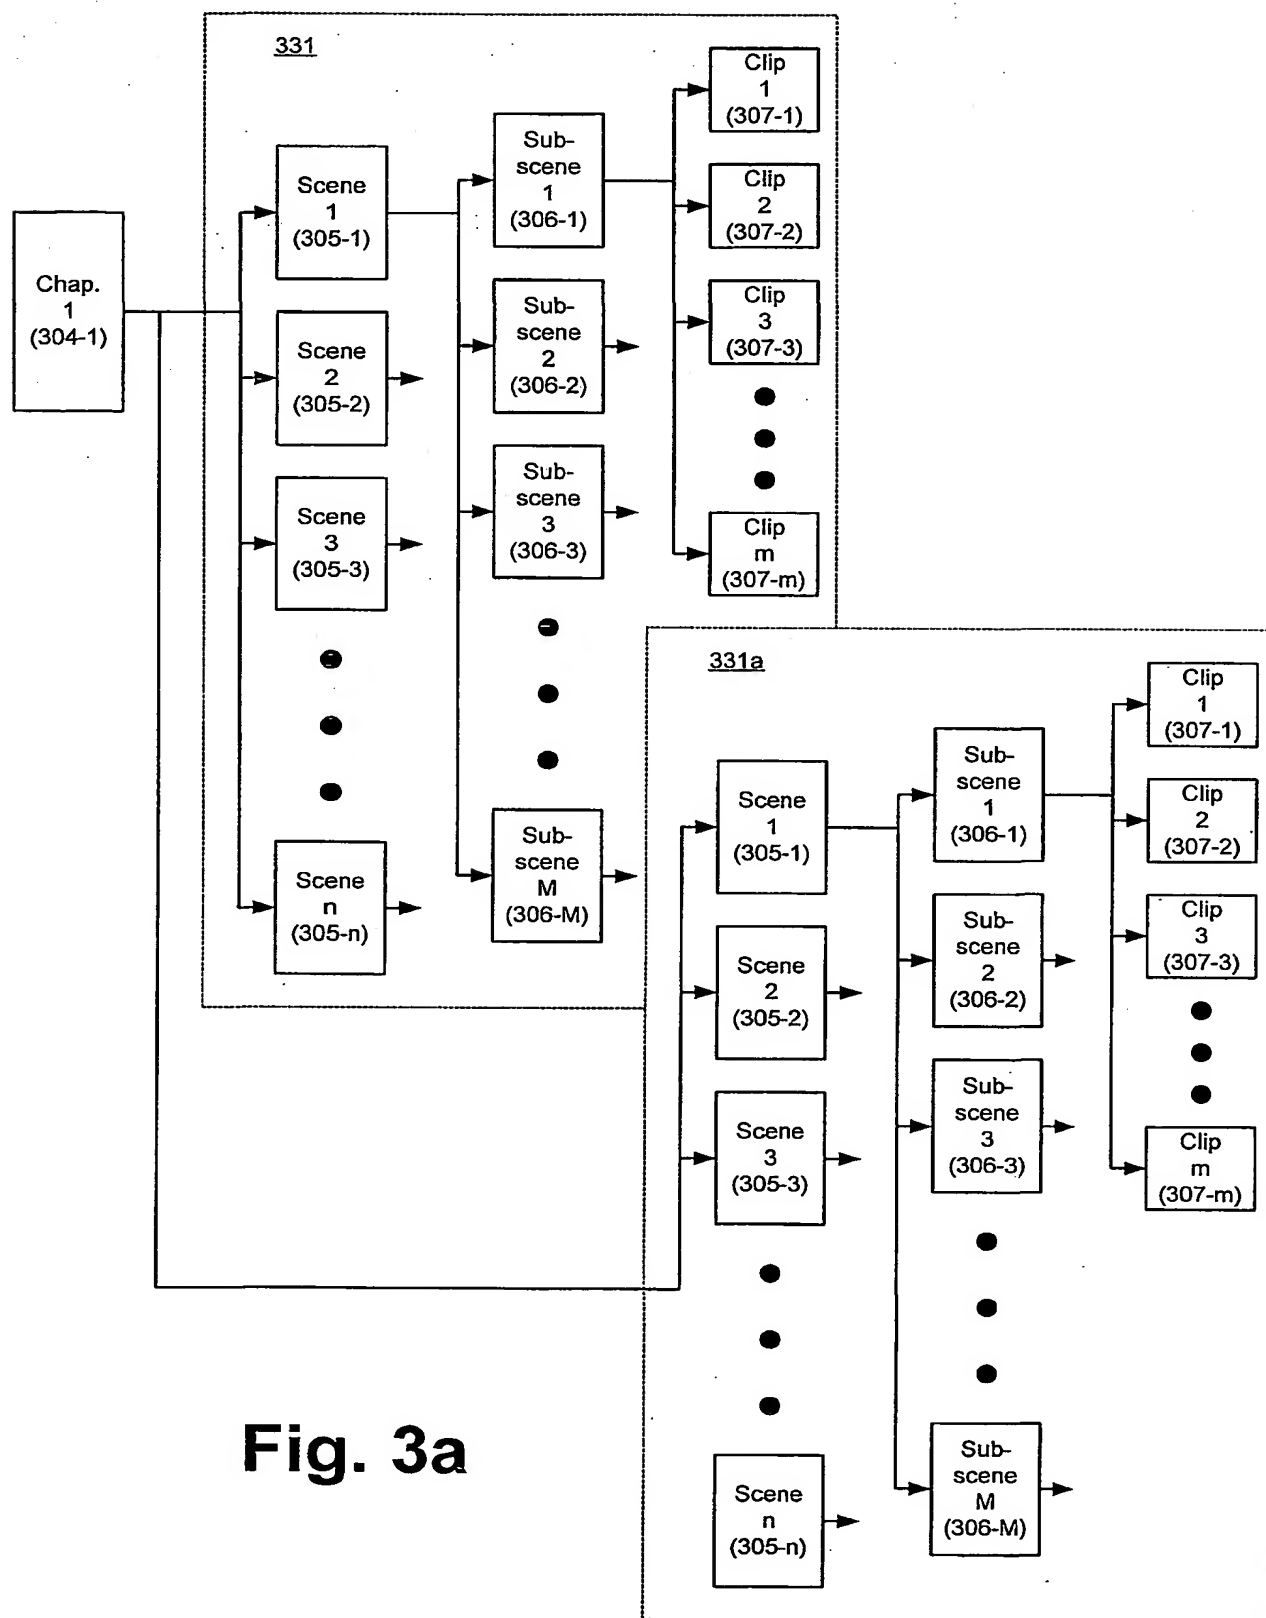 331
Chap.
1
(304-1)
Scene
1
(305-1)
Scene
2
(305-2)
Scene
3
(305-3)
Scene
n
(305-n)
Sub-
scene
1
(306-1)
Sub-
scene
2
(306-2)
Sub-
scene
3
(306-3)
Sub-
scene
M
(306-M)
Clip
1
(307-1)
Clip
2
(307-2)
Clip
3
(307-3)
Clip
m
(307-m)
331a
Scene
1
(305-1)
Scene
2
(305-2)
Scene
3
(305-3)
Scene
n
(305-n)
Sub-
scene
1
(306-1)
Sub-
scene
2
(306-2)
Sub-
scene
3
(306-3)
Sub-
scene
M
(306-M)
Clip
1
(307-1)
Clip
2
(307-2)
Clip
3
(307-3)
Clip
m
(307-m)
Fig. 3a